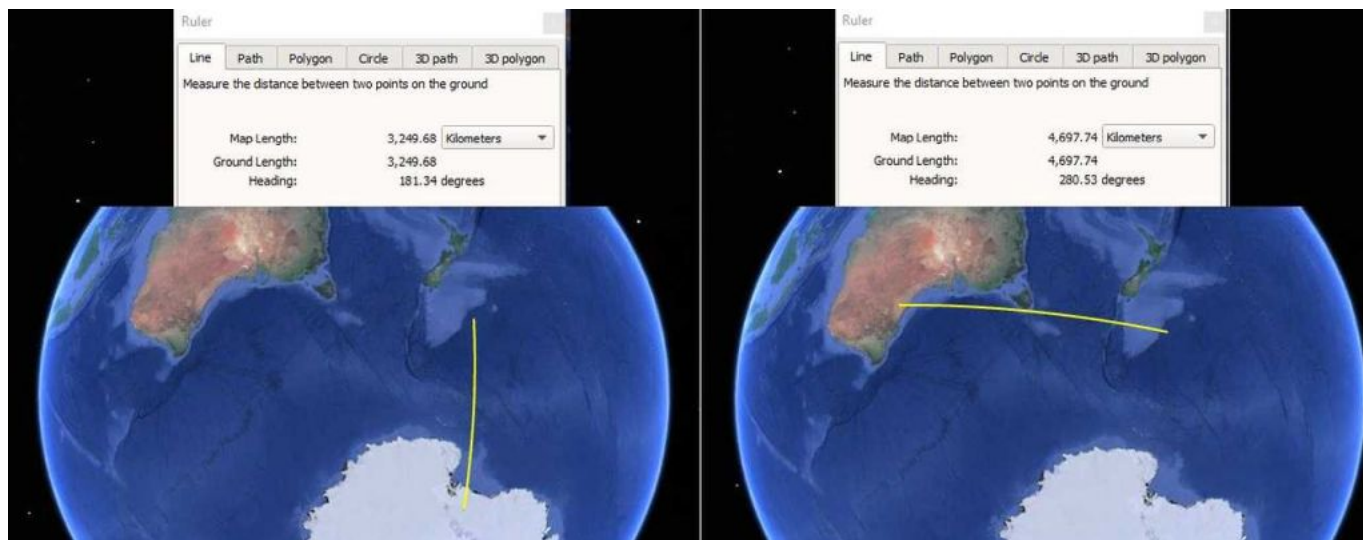 Ruler
Line Path Polygon Circle 3D path 3D polygon
Measure the distance between two points on the ground
Map Length: 3,249.68 Kilometers
Ground Length: 3,249.68
Heading: 181.34 degrees
Ruler
Line Path Polygon Circle 3D path 3D polygon
Measure the distance between two points on the ground
Map Length: 4,697.74 Kilometers
Ground Length: 4,697.74
Heading: 280.53 degrees